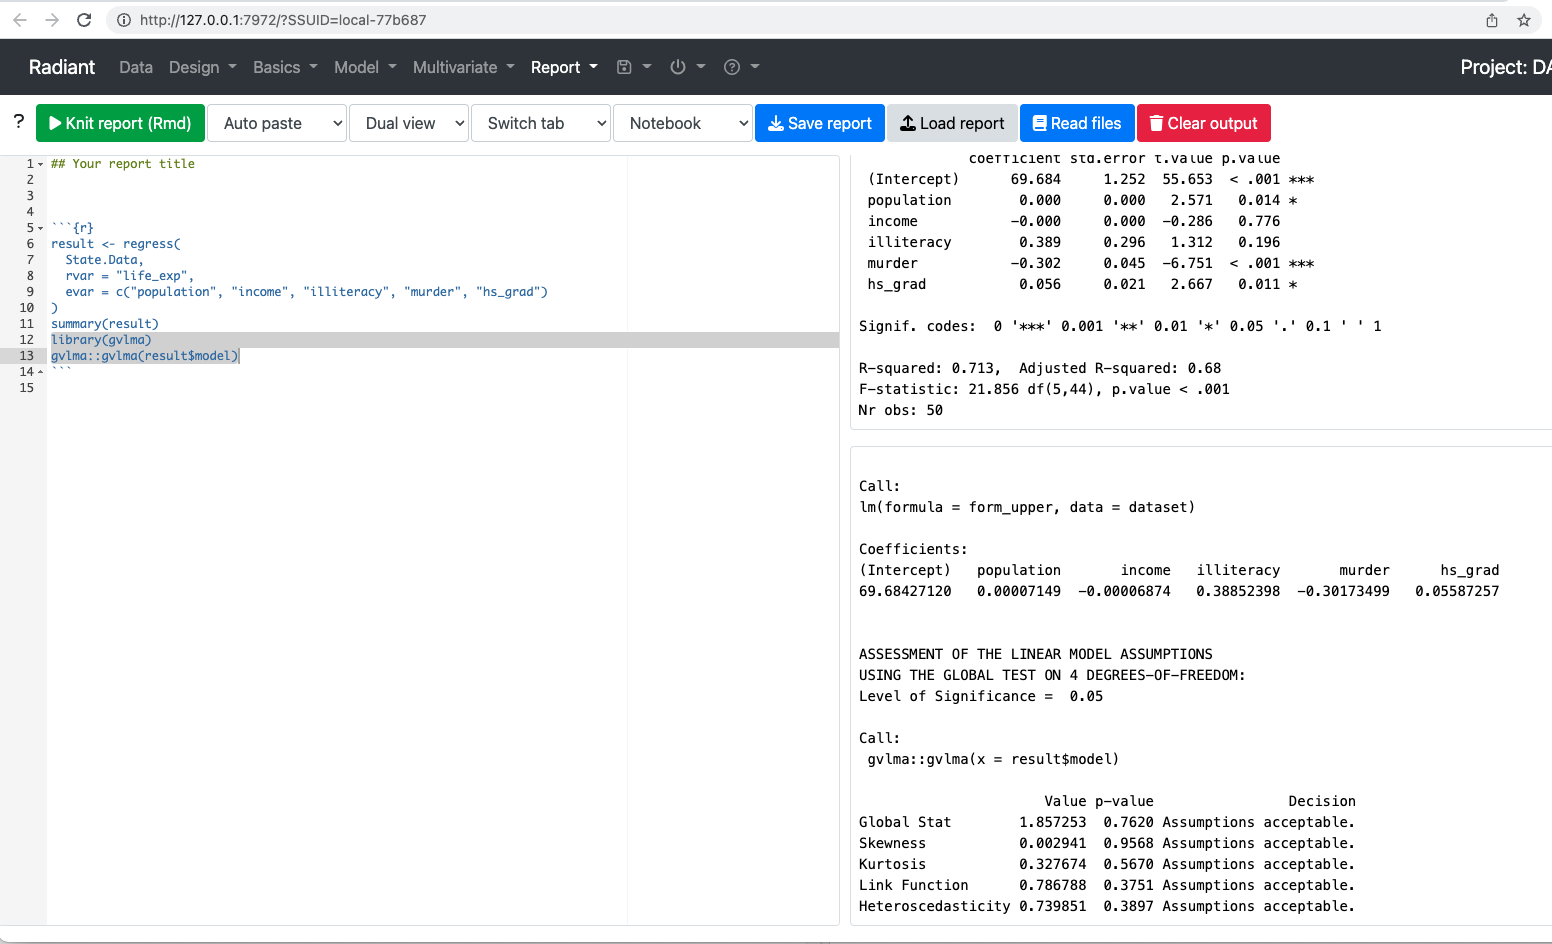 http://127.0.0.1:7972/?SSUID=local-77b687
Radiant Data Design Basics Model Multivariate Report Project: DA
? Knit report (Rmd) Auto paste Dual view Switch tab Notebook Save report Load report Read files Clear output
1 ## Your report title
2
3
4
5 ```{r}
6 result <- regress(
7 State.Data,
8 rvar = "life_exp",
9 evar = c("population", "income", "illiteracy", "murder", "hs_grad")
10 )
11 summary(result)
12 library(gvlma)
13 gvlma::gvlma(result$model)
14 ```
15
coefficient std.error t.value p.value
(Intercept) 69.684 1.252 55.653 < .001 ***
population 0.000 0.000 2.571 0.014 *
income -0.000 0.000 -0.286 0.776
illiteracy 0.389 0.296 1.312 0.196
murder -0.302 0.045 -6.751 < .001 ***
hs_grad 0.056 0.021 2.667 0.011 *
Signif. codes: 0 '***' 0.001 '**' 0.01 '*' 0.05 '.' 0.1 ' ' 1
R-squared: 0.713, Adjusted R-squared: 0.68
F-statistic: 21.856 df(5,44), p.value < .001
Nr obs: 50
Call:
lm(formula = form_upper, data = dataset)
Coefficients:
(Intercept) population income illiteracy murder hs_grad
69.68427120 0.00007149 -0.00006874 0.38852398 -0.30173499 0.05587257
ASSESSMENT OF THE LINEAR MODEL ASSUMPTIONS
USING THE GLOBAL TEST ON 4 DEGREES-OF-FREEDOM:
Level of Significance = 0.05
Call:
gvlma::gvlma(x = result$model)
Value p-value Decision
Global Stat 1.857253 0.7620 Assumptions acceptable.
Skewness 0.002941 0.9568 Assumptions acceptable.
Kurtosis 0.327674 0.5670 Assumptions acceptable.
Link Function 0.786788 0.3751 Assumptions acceptable.
Heteroscedasticity 0.739851 0.3897 Assumptions acceptable.